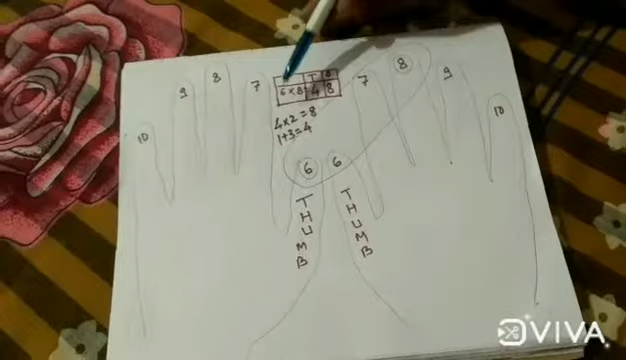 T 0
6 x 8 = 4 8
4 x 2 = 8
1 + 3 = 4
10 9 8 7 7 8 9 10
6 6
THUMB THUMB
VIVA